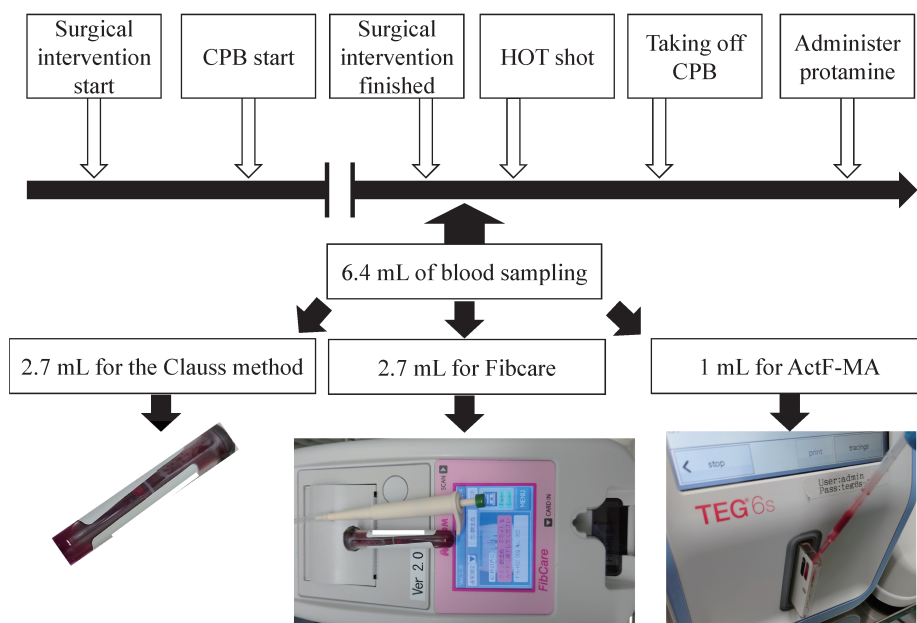 Surgical
intervention
start
CPB start
Surgical
intervention
finished
HOT shot
Taking off
CPB
Administer
protamine
6.4 mL of blood sampling
2.7 mL for the Clauss method
2.7 mL for Fibcare
1 mL for ActF-MA
SCAN
CARD IN
MENU
FibCare
Ver 2.0
stop
print
tracings
User:admin
Pass:teg6s
TEG 6s